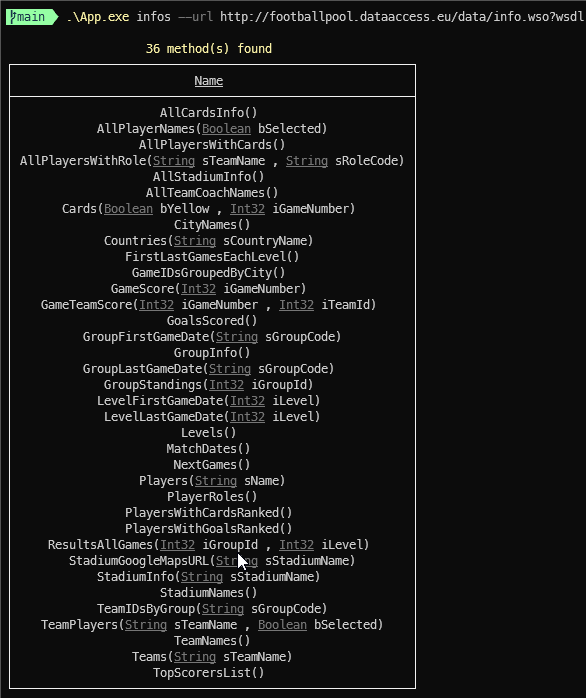 main .\App.exe infos --url http://footballpool.dataaccess.eu/data/info.wso?wsdl
36 method(s) found
Name
AllCardsInfo()
AllPlayerNames(Boolean bSelected)
AllPlayersWithCards()
AllPlayersWithRole(String sTeamName , String sRoleCode)
AllStadiumInfo()
AllTeamCoachNames()
Cards(Boolean bYellow , Int32 iGameNumber)
CityNames()
Countries(String sCountryName)
FirstLastGamesEachLevel()
GameIDsGroupedByCity()
GameScore(Int32 iGameNumber)
GameTeamScore(Int32 iGameNumber , Int32 iTeamId)
GoalsScored()
GroupFirstGameDate(String sGroupCode)
GroupInfo()
GroupLastGameDate(String sGroupCode)
GroupStandings(Int32 iGroupId)
LevelFirstGameDate(Int32 iLevel)
LevelLastGameDate(Int32 iLevel)
Levels()
MatchDates()
NextGames()
Players(String sName)
PlayerRoles()
PlayersWithCardsRanked()
PlayersWithGoalsRanked()
ResultsAllGames(Int32 iGroupId , Int32 iLevel)
StadiumGoogleMapsURL(String sStadiumName)
StadiumInfo(String sStadiumName)
StadiumNames()
TeamIDsByGroup(String sGroupCode)
TeamPlayers(String sTeamName , Boolean bSelected)
TeamNames()
Teams(String sTeamName)
TopScorersList()